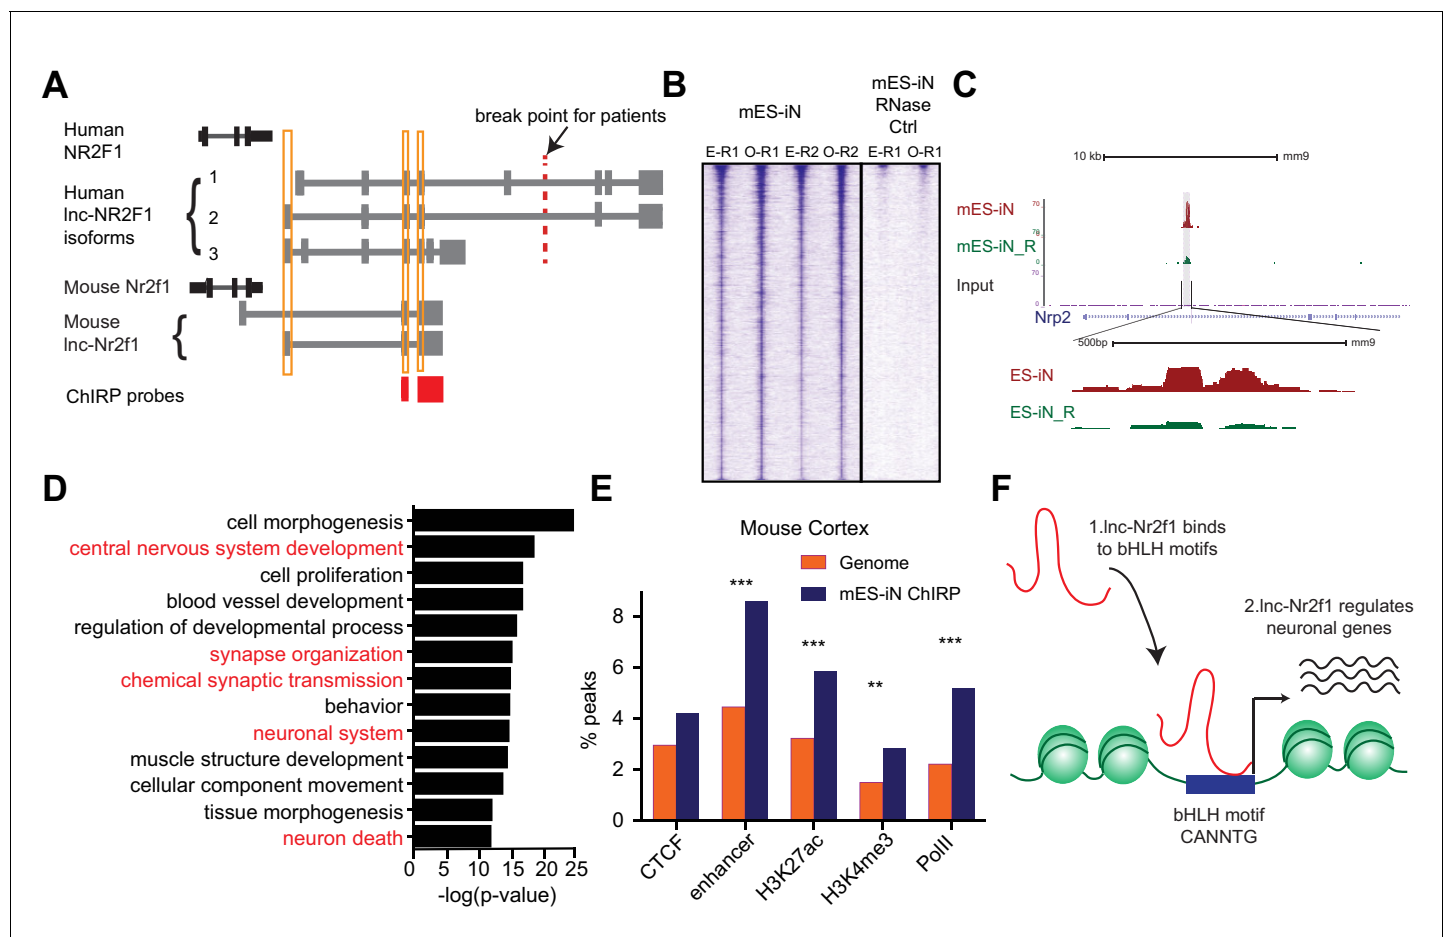 A
Human
NR2F1
Human
lnc-NR2F1
isoforms
1
2
3
break point for patients
Mouse Nr2f1
Mouse
lnc-Nr2f1
ChIRP probes
B
mES-iN
mES-iN
RNase
Ctrl
E-R1 O-R1 E-R2 O-R2 E-R1 O-R1
C
10 kb mm9
mES-iN
70
mES-iN_R
70
0
Input
70
0
Nrp2
500bp mm9
ES-iN
ES-iN_R
D
cell morphogenesis
central nervous system development
cell proliferation
blood vessel development
regulation of developmental process
synapse organization
chemical synaptic transmission
behavior
neuronal system
muscle structure development
cellular component movement
tissue morphogenesis
neuron death
0 5 10 15 20 25
-log(p-value)
E
Mouse Cortex
Genome
mES-iN ChIRP
% peaks
8
6
4
2
0
***
***
**
***
CTCF
enhancer
H3K27ac
H3K4me3
PolII
F
1.lnc-Nr2f1 binds
to bHLH motifs
2.lnc-Nr2f1 regulates
neuronal genes
bHLH motif
CANNTG